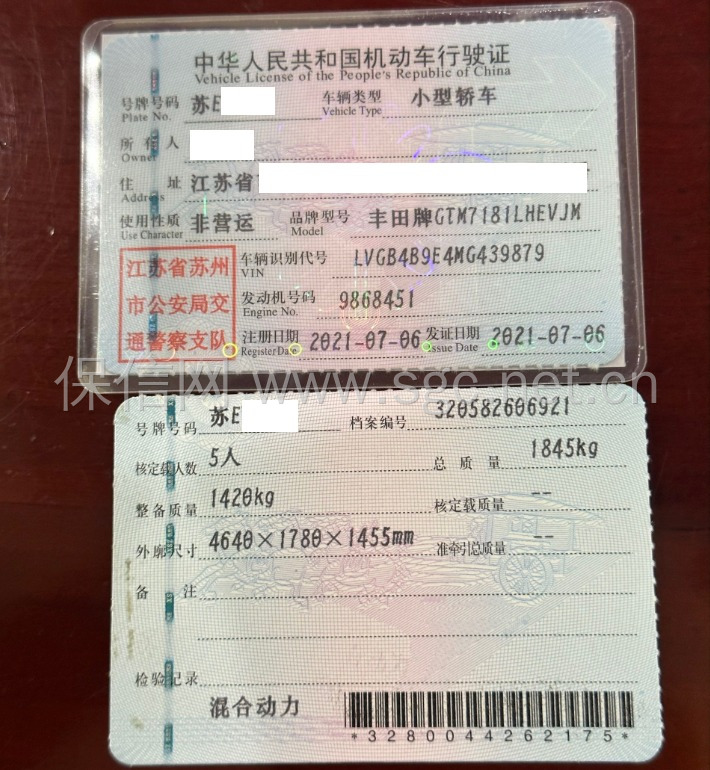 中华人民共和国机动车行驶证
Vehicle License of the People's Republic of China
号牌号码 苏E 车辆类型 小型轿车
Plate No. Vehicle Type
所有人
Owner
住址 江苏省
Address
使用性质 非营运 品牌型号 丰田牌GTM7181LHEVJM
Use Character Model
江苏省苏州
市公安局交
通警察支队
车辆识别代号 LVGB4B9E4MG439879
VIN
发动机号码 9868451
Engine No.
注册日期 2021-07-06 发证日期 2021-07-06
Register Date Issue Date
保信网 www.sgc.net.cn
号牌号码 苏E 档案编号 320582606921
核定载人数 5人 总质量 1845kg
整备质量 1420kg 核定载质量 --
外廓尺寸 4640×1780×1455mm 准牵引总质量 --
备注
检验记录
混合动力
*3280044262175*